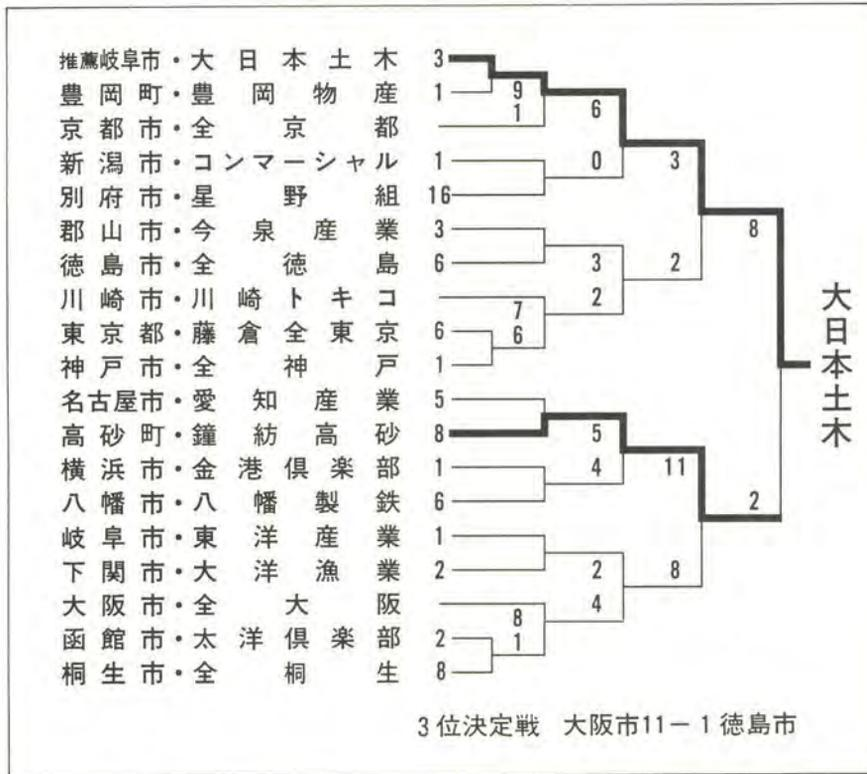 推薦岐阜市・大日本土木 3
豊岡町・豊岡物産 1
京都市・全京都
新潟市・コンマーシャル 1
別府市・星野組 16
郡山市・今泉産業 3
徳島市・全徳島 6
川崎市・川崎トキコ
東京都・藤倉全東京 6
神戸市・全神戸 1
名古屋市・愛知産業 5
高砂町・鐘紡高砂 8
横浜市・金港倶楽部 1
八幡市・八幡製鉄 6
岐阜市・東洋産業 1
下関市・大洋漁業 2
大阪市・全大阪
函館市・太洋倶楽部 2
桐生市・全桐生 8
9
1
7
6
8
1
6
0
3
2
5
4
2
4
3
2
11
8
8
2
大日本土木
3位決定戦 大阪市11－1徳島市